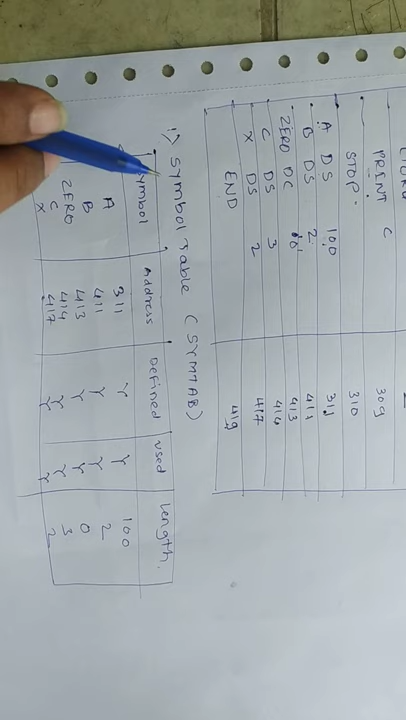 PRINT C 309
STOP 310
A DS 100 311
B DS 2 411
ZERO DC '0' 413
C DS 3 414
X DS 2 417
END 419
1) Symbol Table (SYMTAB)
Symbol Address Defined Used Length.
A 311 Y Y 100
B 411 Y Y 2
ZERO 413 Y Y 0
C 414 Y Y 3
X 417 Y Y 2